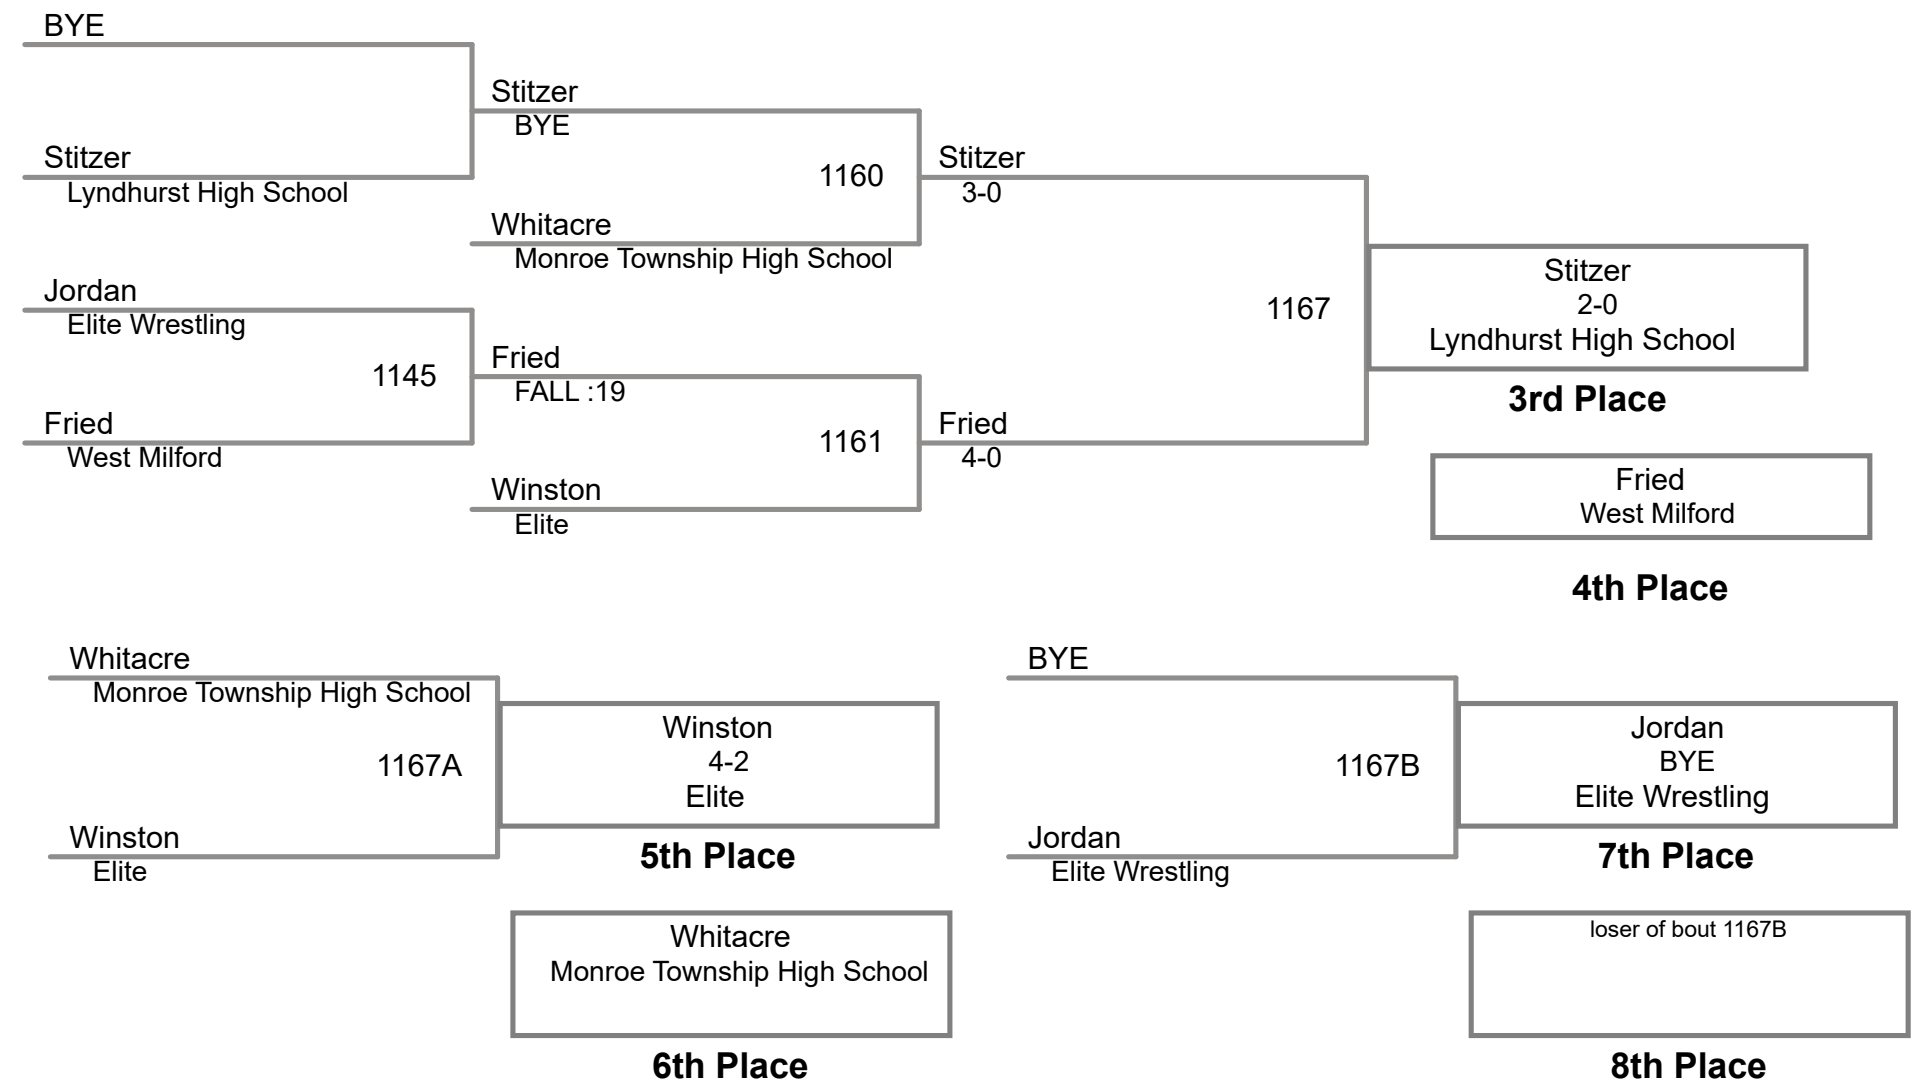 BYE
Stitzer
BYE
Stitzer
Lyndhurst High School
1160
Stitzer
3-0
Whitacre
Monroe Township High School
Jordan
Elite Wrestling
1145
Fried
FALL :19
Fried
West Milford
1161
Fried
4-0
Winston
Elite
1167
Stitzer
2-0
Lyndhurst High School
3rd Place
Fried
West Milford
4th Place
Whitacre
Monroe Township High School
1167A
Winston
Elite
Winston
4-2
Elite
5th Place
Whitacre
Monroe Township High School
6th Place
BYE
1167B
Jordan
Elite Wrestling
Jordan
BYE
Elite Wrestling
7th Place
loser of bout 1167B
8th Place